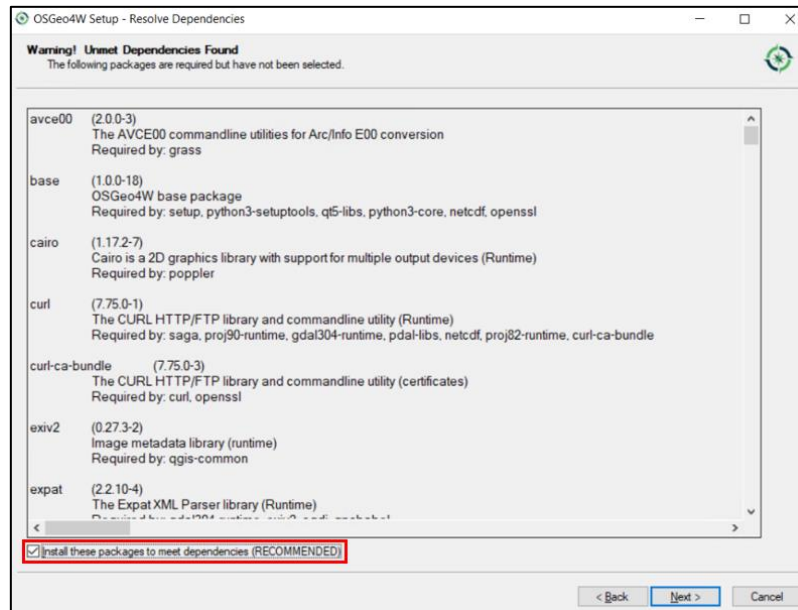 OSGeo4W Setup - Resolve Dependencies
Warning! Unmet Dependencies Found
The following packages are required but have not been selected.
avce00 (2.0.0-3)
The AVCE00 commandline utilities for Arc/Info E00 conversion
Required by: grass
base (1.0.0-18)
OSGeo4W base package
Required by: setup, python3-setuptools, qt5-libs, python3-core, netcdf, openssl
cairo (1.17.2-7)
Cairo is a 2D graphics library with support for multiple output devices (Runtime)
Required by: poppler
curl (7.75.0-1)
The CURL HTTP/FTP library and commandline utility (Runtime)
Required by: saga, proj90-runtime, gdal304-runtime, pdal-libs, netcdf, proj82-runtime, curl-ca-bundle
curl-ca-bundle (7.75.0-3)
The CURL HTTP/FTP library and commandline utility (certificates)
Required by: curl, openssl
exiv2 (0.27.3-2)
Image metadata library (runtime)
Required by: qgis-common
expat (2.2.10-4)
The Expat XML Parser library (Runtime)
Install these packages to meet dependencies (RECOMMENDED)
< Back Next > Cancel